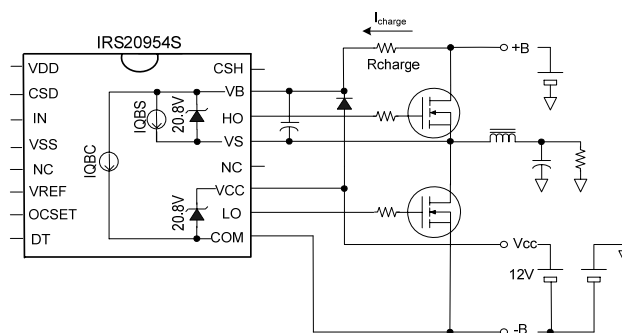 IRS20954S
I charge
Rcharge
+B
VDD
CSD
IN
VSS
NC
VREF
OCSET
DT
IQBC
IQBS
20.8V
20.8V
CSH
VB
HO
VS
NC
VCC
LO
COM
Vcc
12V
-B